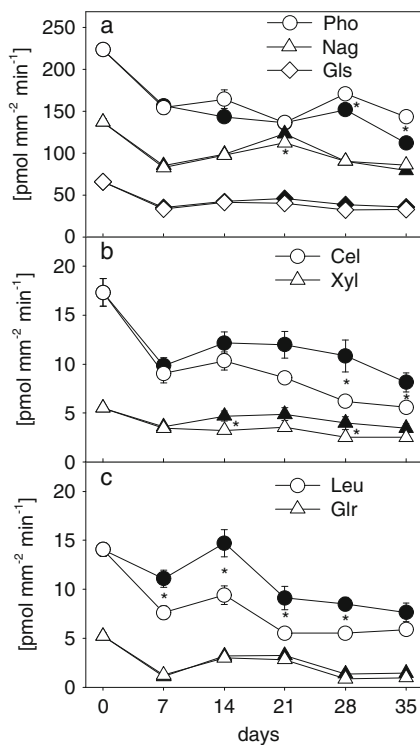 a
Pho
Nag
Gls
250
200
150
100
50
0
[pmol mm⁻² min⁻¹]
*
*
*
b
Cel
Xyl
20
15
10
5
0
[pmol mm⁻² min⁻¹]
*
*
*
*
c
Leu
Glr
20
15
10
5
0
[pmol mm⁻² min⁻¹]
*
*
*
*
0 7 14 21 28 35
days